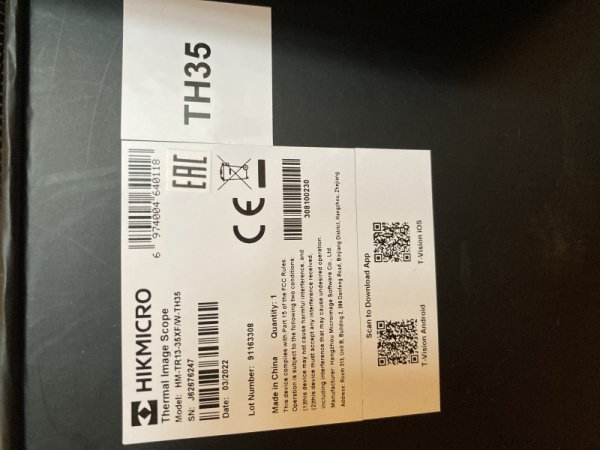 TH35
HIKMICRO
Thermal Image Scope
Model: HM-TR13-35XF/W-TH35
SN: J62676247
Date: 03/2022
Lot Number: 91163308
Made in China Quantity: 1
6 974004 640118
EAC
CE
308100230
This device complies with Part 15 of the FCC Rules.
Operation is subject to the following two conditions:
(1)this device may not cause harmful interference, and
(2)this device must accept any interference received,
including interference that may cause undesired operation.
Manufacturer: Hangzhou Micromage Software Co., Ltd.
Address: Room 313, Unit B, Building 2, 399 Danfeng Road, Binjiang District, Hangzhou, Zhejiang
Scan to Download App
T-Vision Android
T-Vision IOS